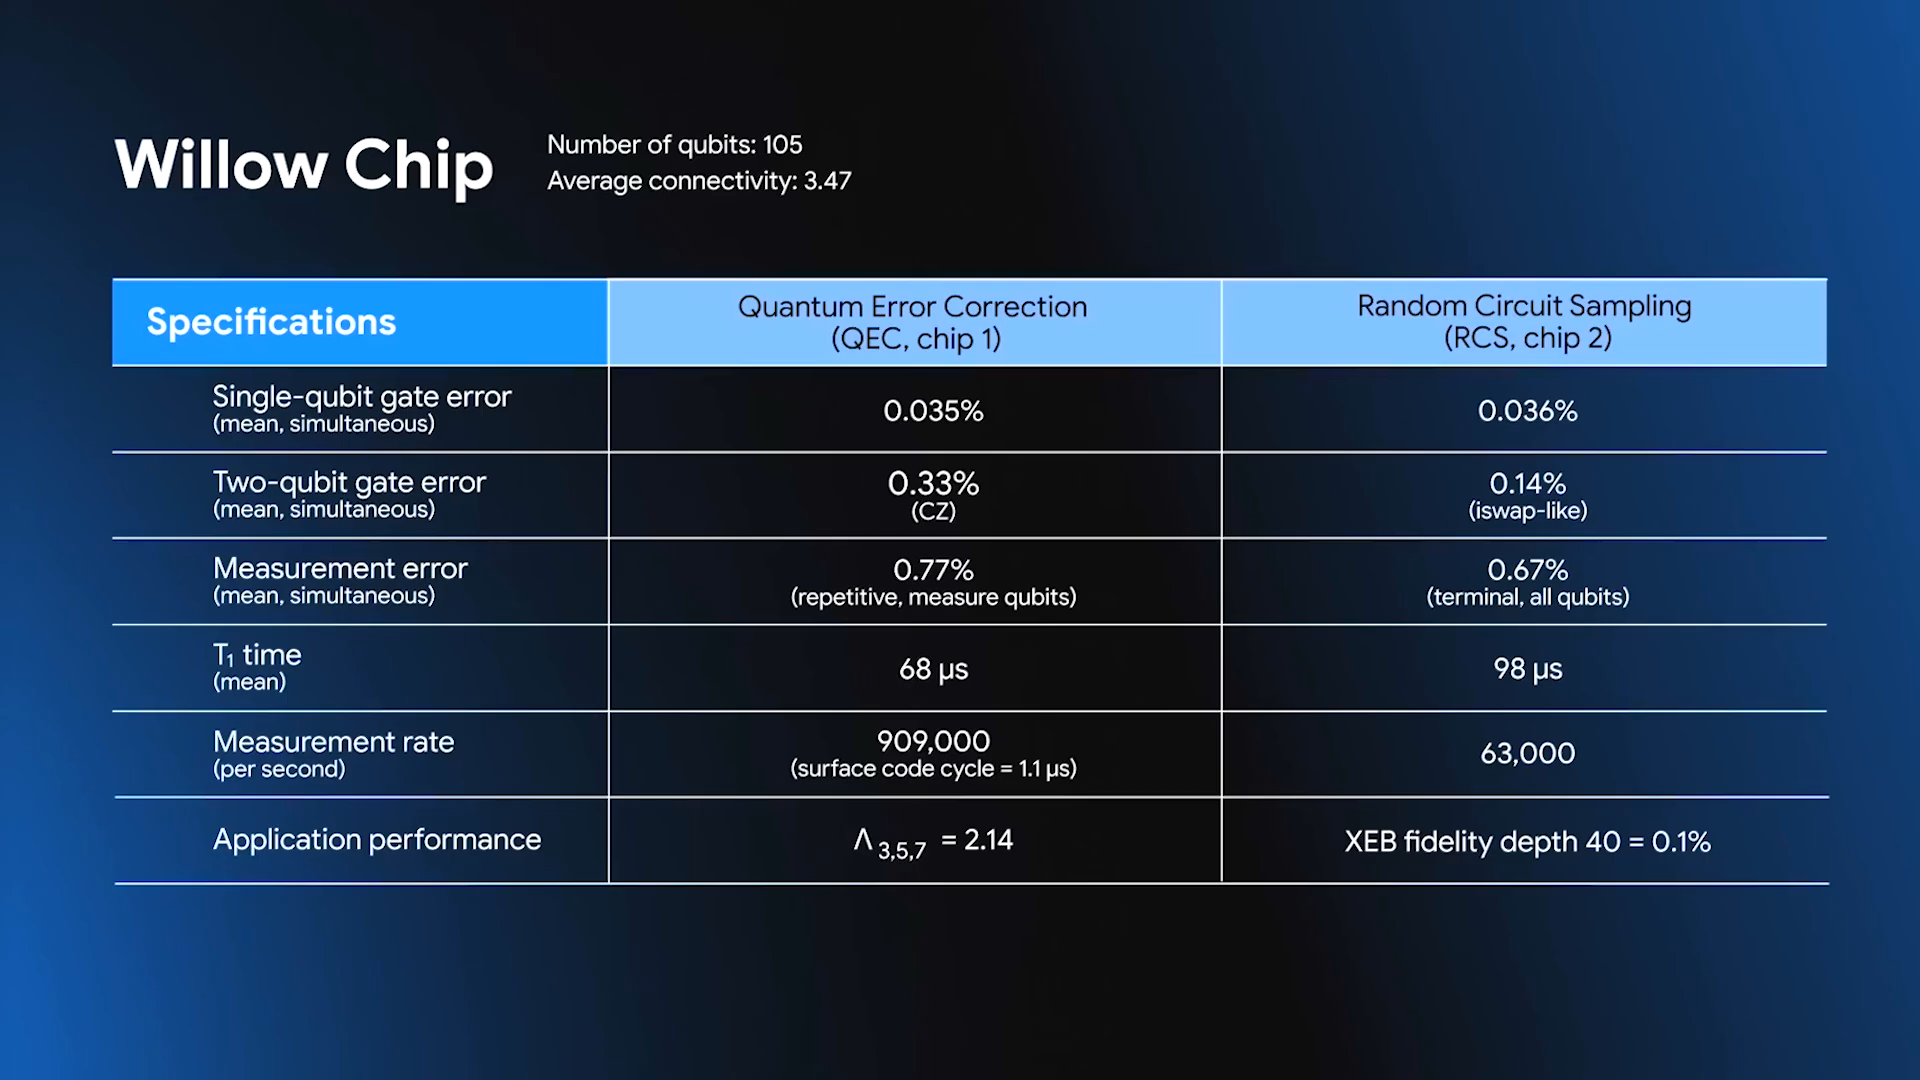 Willow Chip
Number of qubits: 105
Average connectivity: 3.47
Specifications
Quantum Error Correction
(QEC, chip 1)
Random Circuit Sampling
(RCS, chip 2)
Single-qubit gate error
(mean, simultaneous)
0.035%
0.036%
Two-qubit gate error
(mean, simultaneous)
0.33%
(CZ)
0.14%
(iswap-like)
Measurement error
(mean, simultaneous)
0.77%
(repetitive, measure qubits)
0.67%
(terminal, all qubits)
T₁ time
(mean)
68 µs
98 µs
Measurement rate
(per second)
909,000
(surface code cycle = 1.1 µs)
63,000
Application performance
Λ 3,5,7 = 2.14
XEB fidelity depth 40 = 0.1%